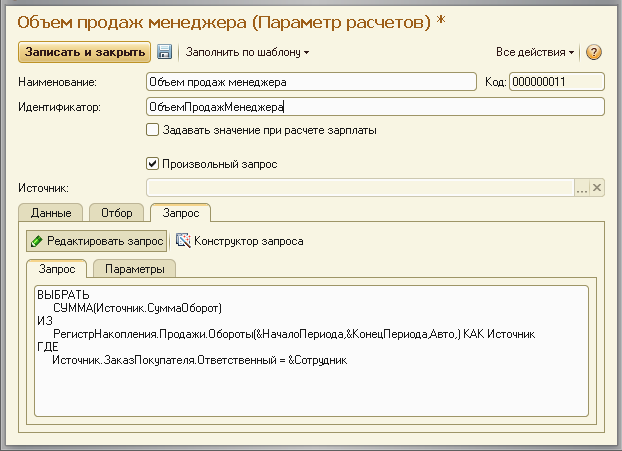 Объем продаж менеджера (Параметр расчетов) *
Записать и закрыть Заполнить по шаблону Все действия ?
Наименование: Объем продаж менеджера Код: 000000011
Идентификатор: ОбъемПродажМенеджера
Задавать значение при расчете зарплаты
Произвольный запрос
Источник: ... ×
Данные Отбор Запрос
Редактировать запрос Конструктор запроса
Запрос Параметры
ВЫБРАТЬ
СУММА(Источник.СуммаОборот)
ИЗ
РегистрНакопления.Продажи.Обороты(&НачалоПериода,&КонецПериода,Авто,) КАК Источник
ГДЕ
Источник.ЗаказПокупателя.Ответственный = &Сотрудник